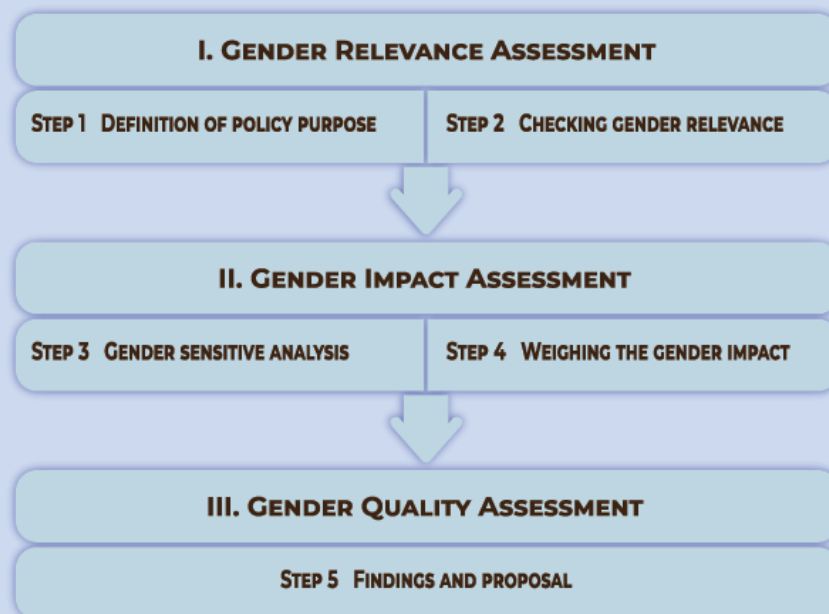 I. Gender Relevance Assessment
Step 1 Definition of policy purpose
Step 2 Checking gender relevance
II. Gender Impact Assessment
Step 3 Gender sensitive analysis
Step 4 Weighing the gender impact
III. Gender Quality Assessment
Step 5 Findings and proposal